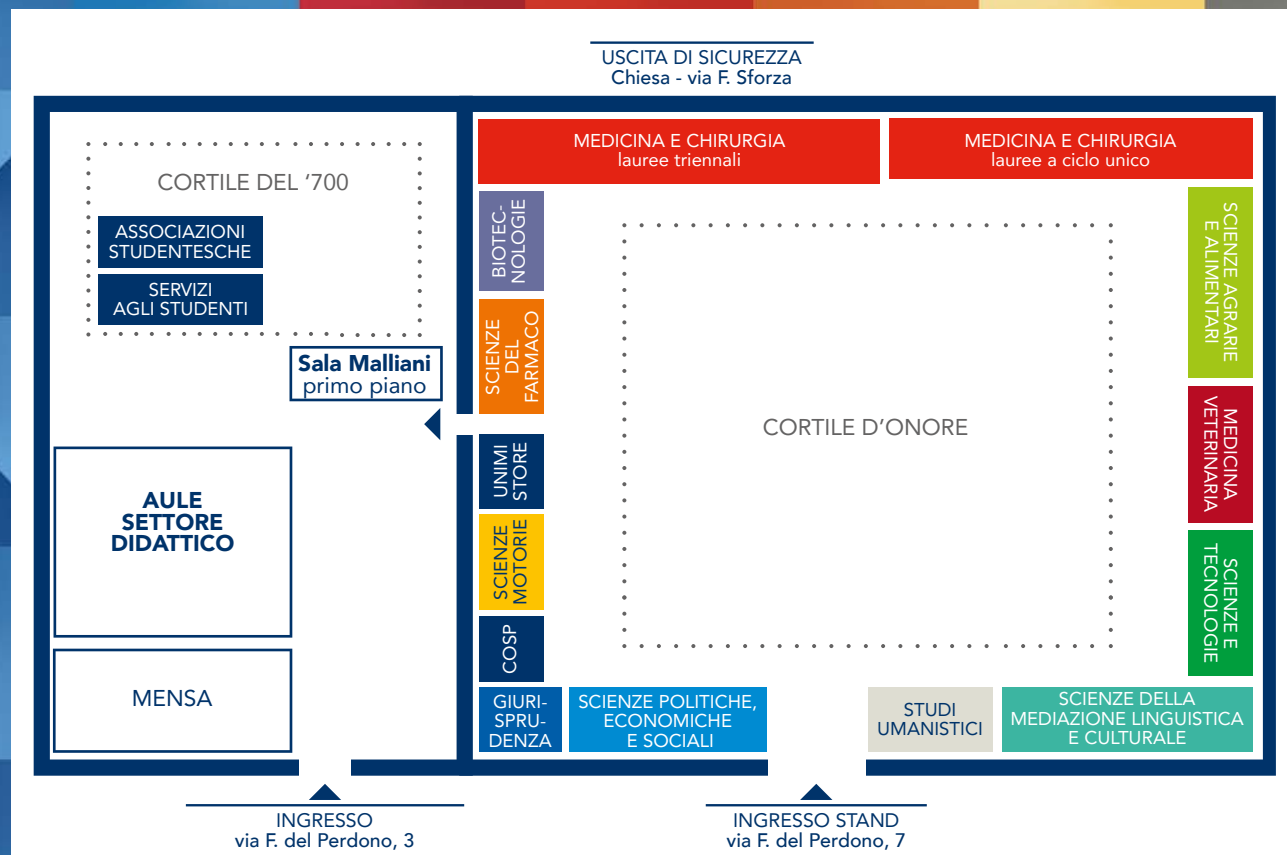 USCITA DI SICUREZZA
Chiesa - via F. Sforza
MEDICINA E CHIRURGIA
lauree triennali
MEDICINA E CHIRURGIA
lauree a ciclo unico
CORTILE DEL '700
ASSOCIAZIONI
STUDENTESCHE
SERVIZI
AGLI STUDENTI
Sala Malliani
primo piano
AULE
SETTORE
DIDATTICO
MENSA
BIOTEC-
NOLOGIE
SCIENZE
DEL
FARMACO
UNIMI
STORE
SCIENZE
MOTORIE
COSP
CORTILE D'ONORE
SCIENZE AGRARIE
E ALIMENTARI
MEDICINA
VETERINARIA
SCIENZE E
TECNOLOGIE
GIURI-
SPRU-
DENZA
SCIENZE POLITICHE,
ECONOMICHE
E SOCIALI
STUDI
UMANISTICI
SCIENZE DELLA
MEDIAZIONE LINGUISTICA
E CULTURALE
INGRESSO
via F. del Perdono, 3
INGRESSO STAND
via F. del Perdono, 7